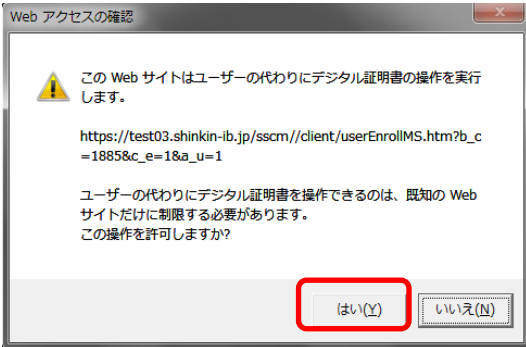 Web アクセスの確認
この Web サイトはユーザーの代わりにデジタル証明書の操作を実行
します。
https://test03.shinkin-ib.jp/sscm//client/userEnrollMS.htm?b_c
=1885&c_e=1&a_u=1
ユーザーの代わりにデジタル証明書を操作できるのは、既知の Web
サイトだけに制限する必要があります。
この操作を許可しますか?
はい(Y)
いいえ(N)